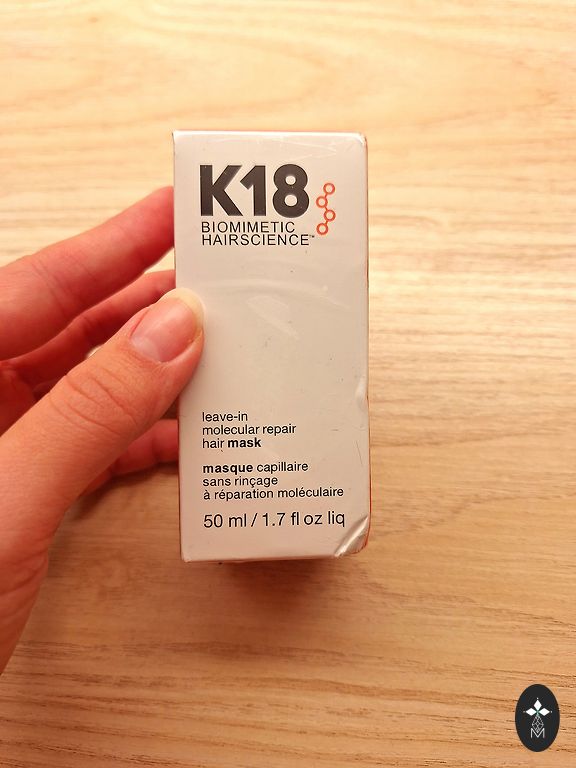 K18
BIOMIMETIC
HAIRSCIENCE™
leave-in
molecular repair
hair mask
masque capillaire
sans rinçage
à réparation moléculaire
50 ml / 1.7 fl oz liq
M